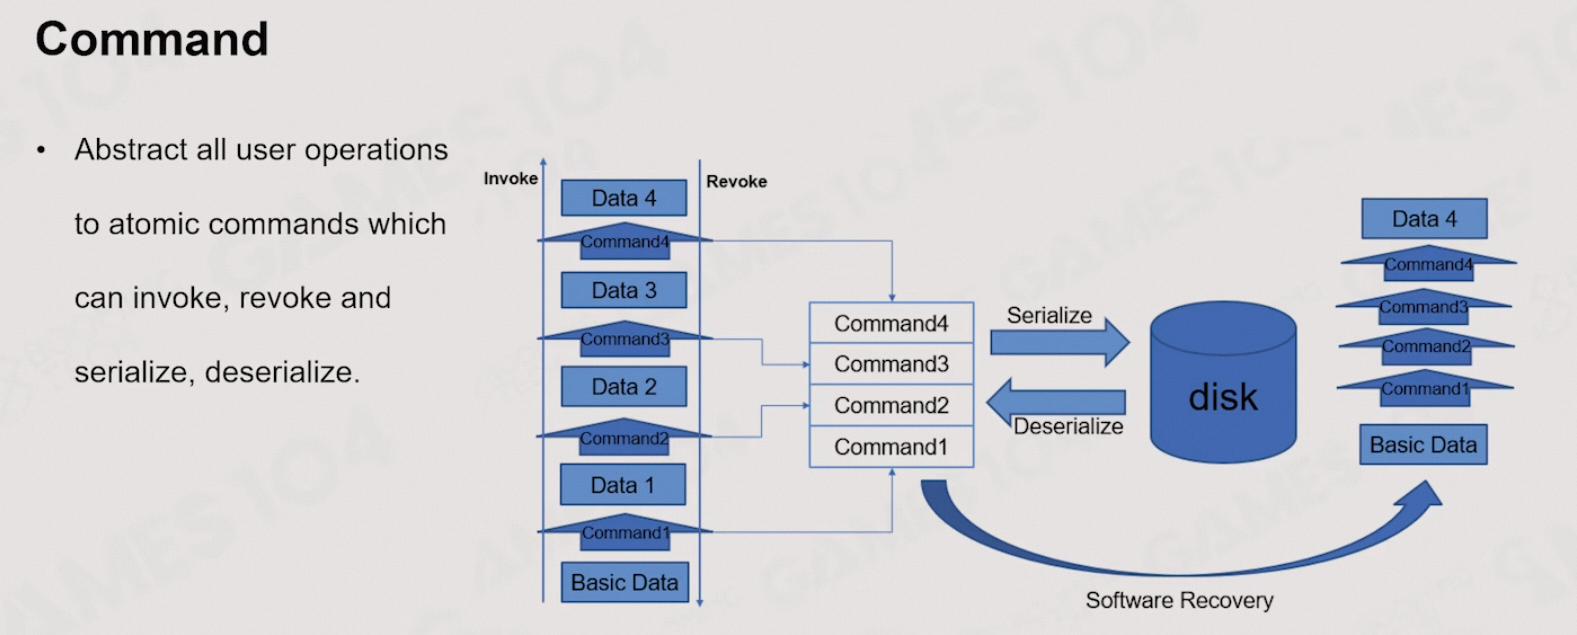 Command
• Abstract all user operations
to atomic commands which
can invoke, revoke and
serialize, deserialize.
Invoke
Revoke
Data 4
Command4
Data 3
Command3
Data 2
Command2
Data 1
Command1
Basic Data
Command4
Command3
Command2
Command1
Serialize
Deserialize
disk
Data 4
Command4
Command3
Command2
Command1
Basic Data
Software Recovery
GAMES 104